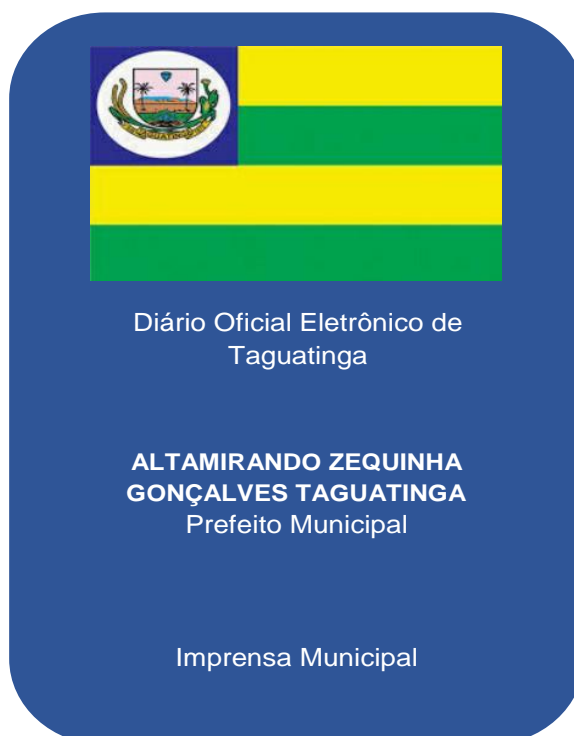 Diário Oficial Eletrônico de
Taguatinga
ALTAMIRANDO ZEQUINHA
GONÇALVES TAGUATINGA
Prefeito Municipal
Imprensa Municipal